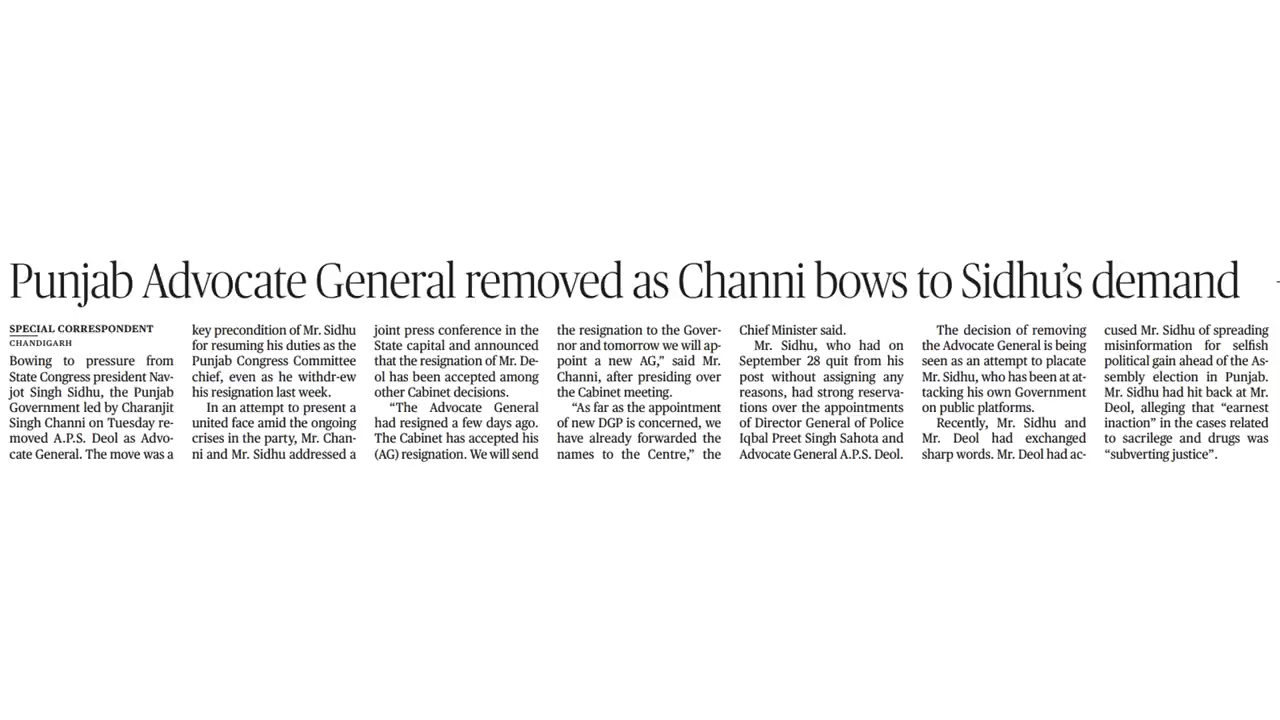 Punjab Advocate General removed as Channi bows to Sidhu's demand
SPECIAL CORRESPONDENT
CHANDIGARH
Bowing to pressure from
State Congress president Nav-
jot Singh Sidhu, the Punjab
Government led by Charanjit
Singh Channi on Tuesday re-
moved A.P.S. Deol as Advo-
cate General. The move was a
key precondition of Mr. Sidhu
for resuming his duties as the
Punjab Congress Committee
chief, even as he withdr-ew
his resignation last week.
In an attempt to present a
united face amid the ongoing
crises in the party, Mr. Chan-
ni and Mr. Sidhu addressed a
joint press conference in the
State capital and announced
that the resignation of Mr. De-
ol has been accepted among
other Cabinet decisions.
“The Advocate General
had resigned a few days ago.
The Cabinet has accepted his
(AG) resignation. We will send
the resignation to the Gover-
nor and tomorrow we will ap-
point a new AG,” said Mr.
Channi, after presiding over
the Cabinet meeting.
“As far as the appointment
of new DGP is concerned, we
have already forwarded the
names to the Centre,” the
Chief Minister said.
Mr. Sidhu, who had on
September 28 quit from his
post without assigning any
reasons, had strong reserva-
tions over the appointments
of Director General of Police
Iqbal Preet Singh Sahota and
Advocate General A.P.S. Deol.
The decision of removing
the Advocate General is being
seen as an attempt to placate
Mr. Sidhu, who has been at at-
tacking his own Government
on public platforms.
Recently, Mr. Sidhu and
Mr. Deol had exchanged
sharp words. Mr. Deol had ac-
cused Mr. Sidhu of spreading
misinformation for selfish
political gain ahead of the As-
sembly election in Punjab.
Mr. Sidhu had hit back at Mr.
Deol, alleging that “earnest
inaction” in the cases related
to sacrilege and drugs was
“subverting justice”.